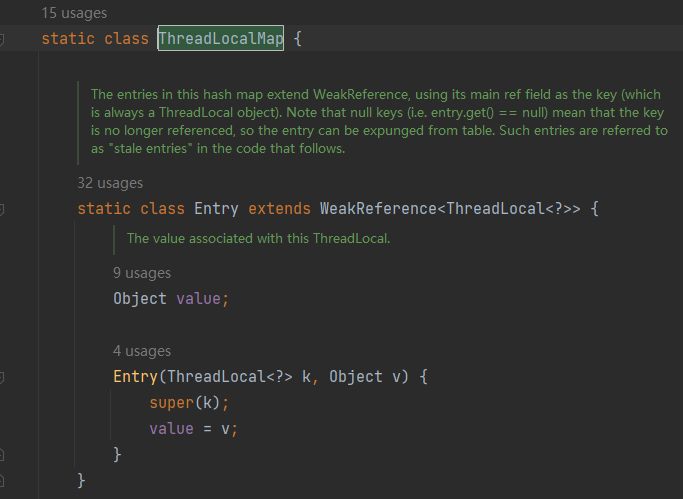 15 usages
static class ThreadLocalMap {
The entries in this hash map extend WeakReference, using its main ref field as the key (which
is always a ThreadLocal object). Note that null keys (i.e. entry.get() == null) mean that the key
is no longer referenced, so the entry can be expunged from table. Such entries are referred to
as "stale entries" in the code that follows.
32 usages
static class Entry extends WeakReference<ThreadLocal<?>> {
The value associated with this ThreadLocal.
9 usages
Object value;
4 usages
Entry(ThreadLocal<?> k, Object v) {
super(k);
value = v;
}
}